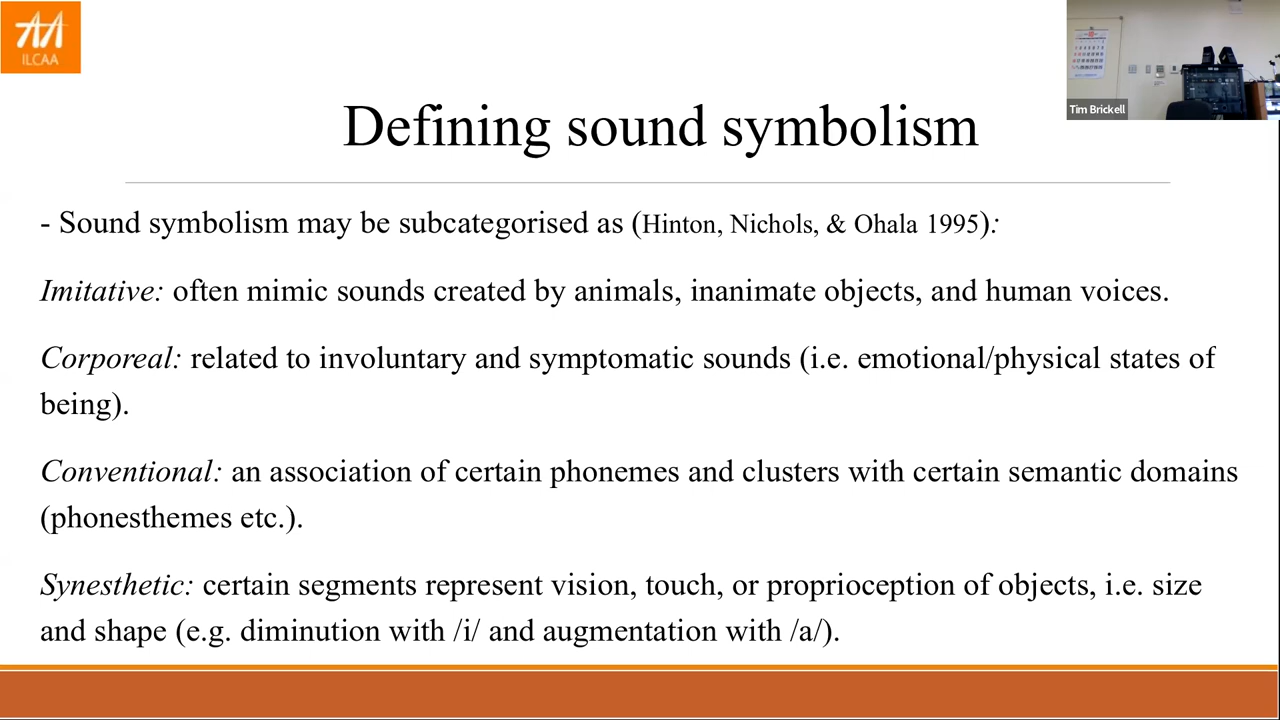 ILCAA
Tim Brickell
Defining sound symbolism
- Sound symbolism may be subcategorised as (Hinton, Nichols, & Ohala 1995):
Imitative: often mimic sounds created by animals, inanimate objects, and human voices.
Corporeal: related to involuntary and symptomatic sounds (i.e. emotional/physical states of
being).
Conventional: an association of certain phonemes and clusters with certain semantic domains
(phonesthemes etc.).
Synesthetic: certain segments represent vision, touch, or proprioception of objects, i.e. size
and shape (e.g. diminution with /i/ and augmentation with /a/).